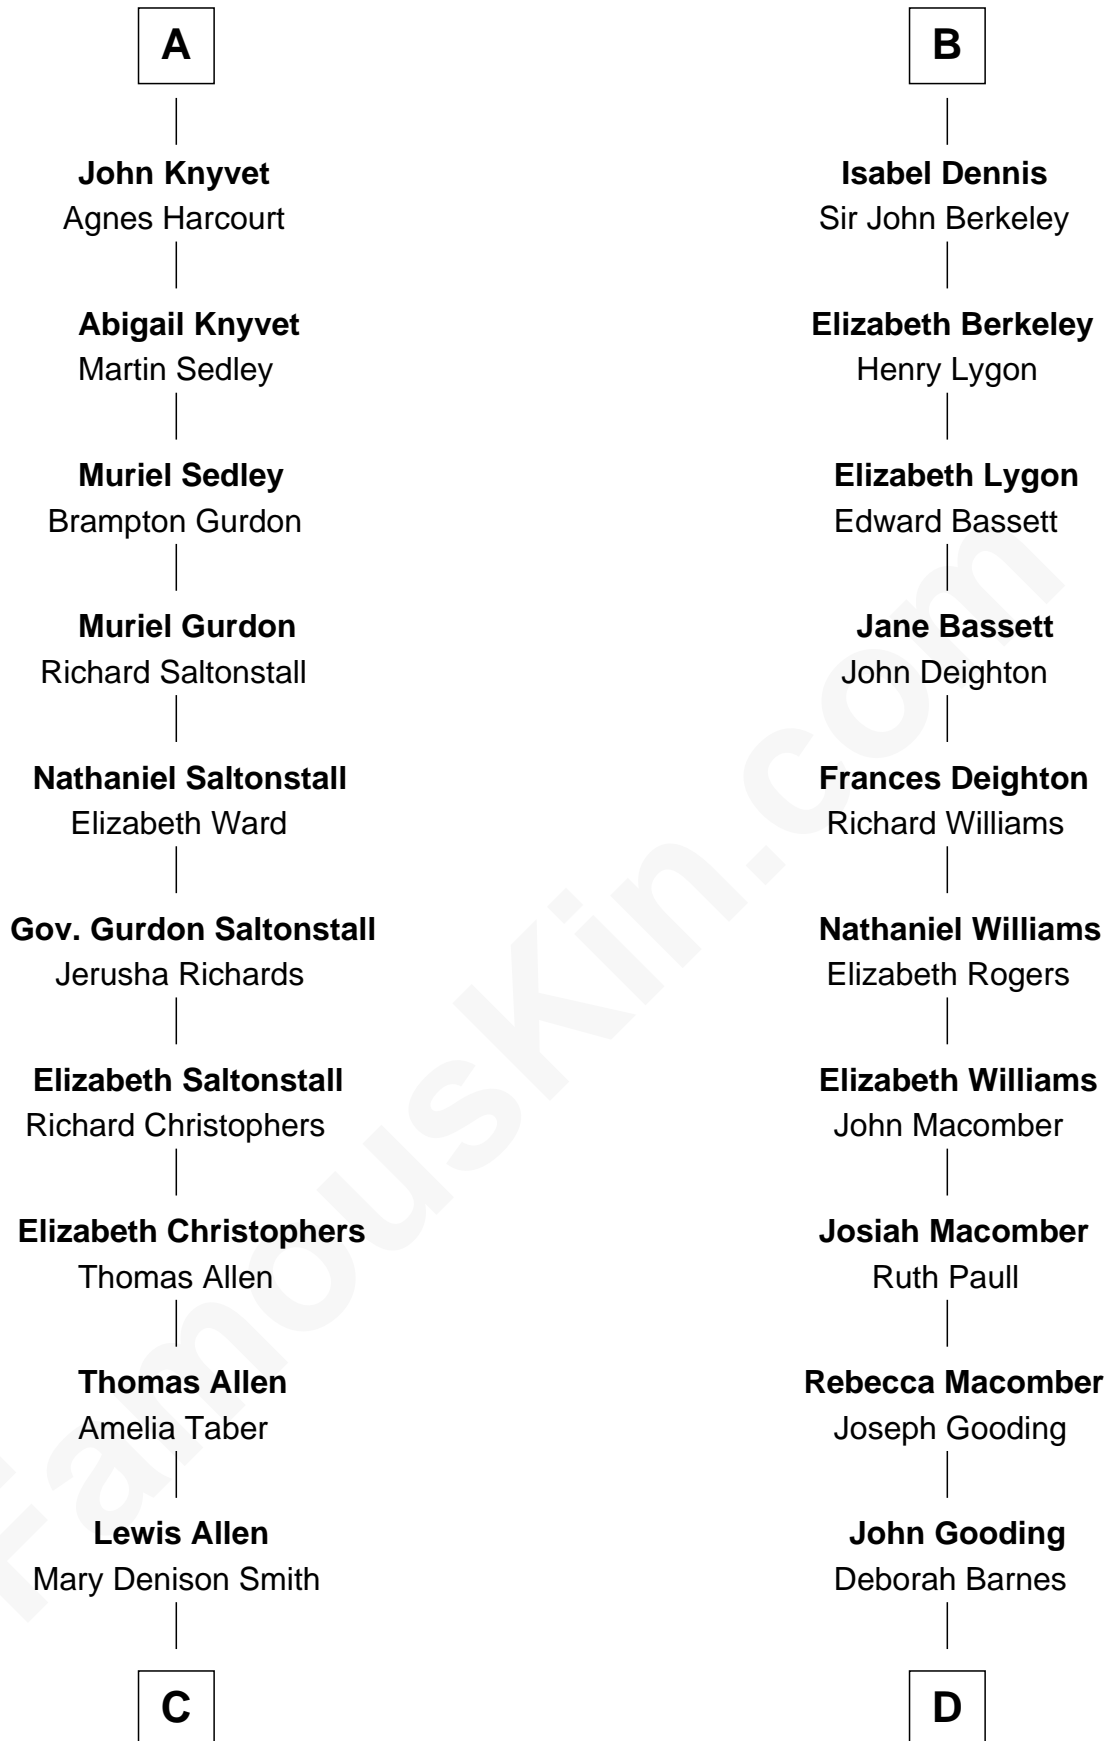 A
John Knyvet
Agnes Harcourt
Abigail Knyvet
Martin Sedley
Muriel Sedley
Brampton Gurdon
Muriel Gurdon
Richard Saltonstall
Nathaniel Saltonstall
Elizabeth Ward
Gov. Gurdon Saltonstall
Jerusha Richards
Elizabeth Saltonstall
Richard Christophers
Elizabeth Christophers
Thomas Allen
Thomas Allen
Amelia Taber
Lewis Allen
Mary Denison Smith
C
B
Isabel Dennis
Sir John Berkeley
Elizabeth Berkeley
Henry Lygon
Elizabeth Lygon
Edward Bassett
Jane Bassett
John Deighton
Frances Deighton
Richard Williams
Nathaniel Williams
Elizabeth Rogers
Elizabeth Williams
John Macomber
Josiah Macomber
Ruth Paull
Rebecca Macomber
Joseph Gooding
John Gooding
Deborah Barnes
D
FamousKin.com